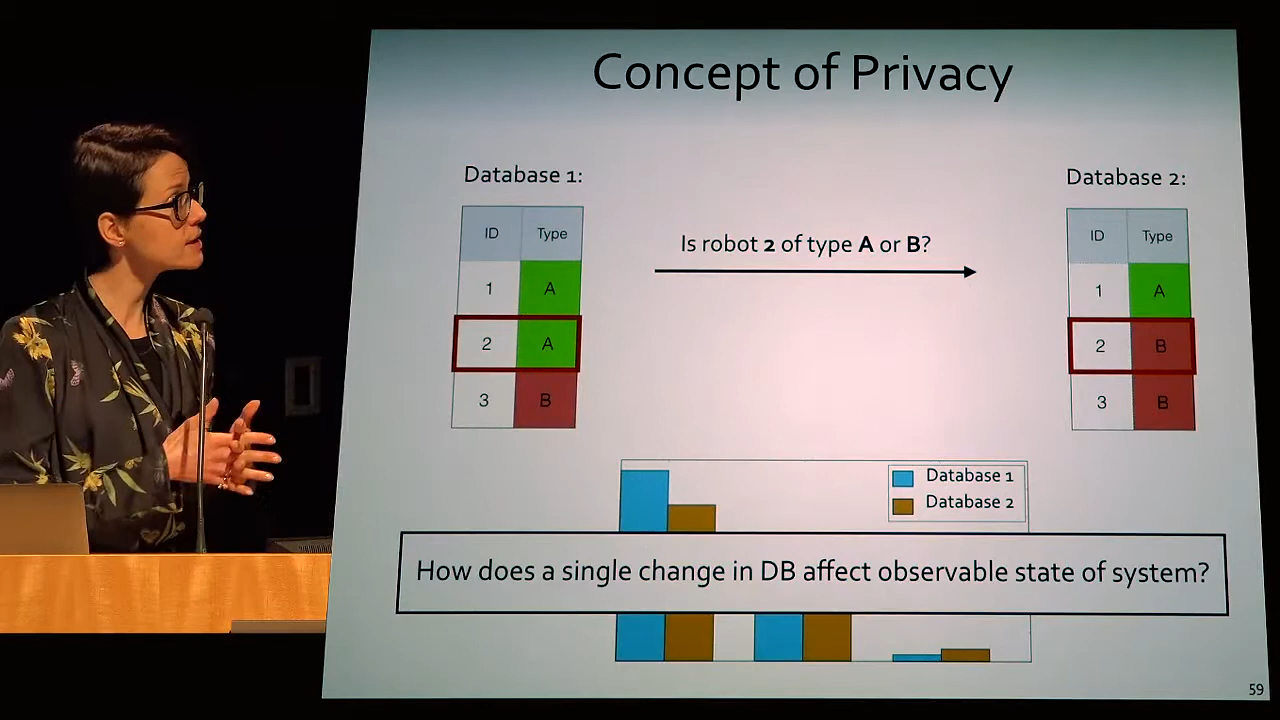 Concept of Privacy
Database 1:
ID Type
1 A
2 A
3 B
Is robot 2 of type A or B?
Database 2:
ID Type
1 A
2 B
3 B
Database 1
Database 2
How does a single change in DB affect observable state of system?
59